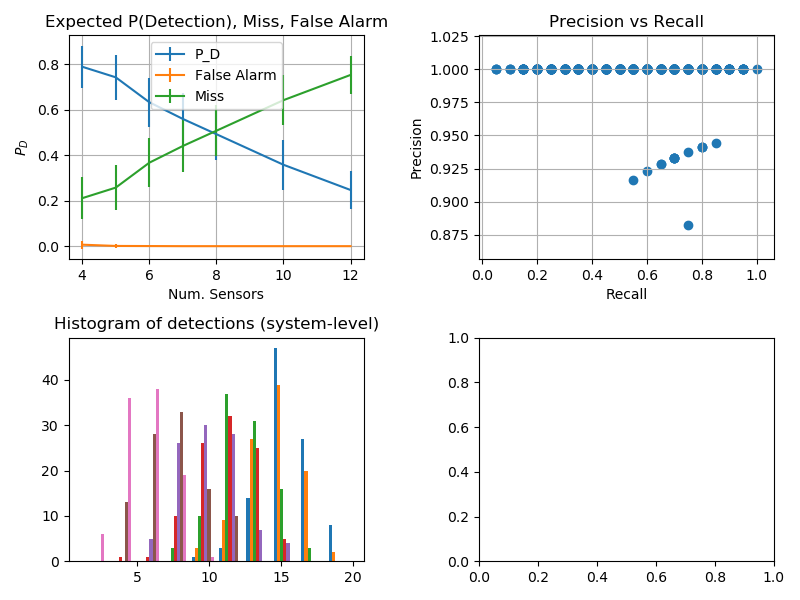 Expected P(Detection), Miss, False Alarm
P_D
False Alarm
Miss
0.8
0.6
0.4
0.2
0.0
P_D
4 6 8 10 12
Num. Sensors
Precision vs Recall
1.025
1.000
0.975
0.950
0.925
0.900
0.875
Precision
0.0 0.2 0.4 0.6 0.8 1.0
Recall
Histogram of detections (system-level)
40
30
20
10
0
5 10 15 20
1.0
0.8
0.6
0.4
0.2
0.0
0.0 0.2 0.4 0.6 0.8 1.0